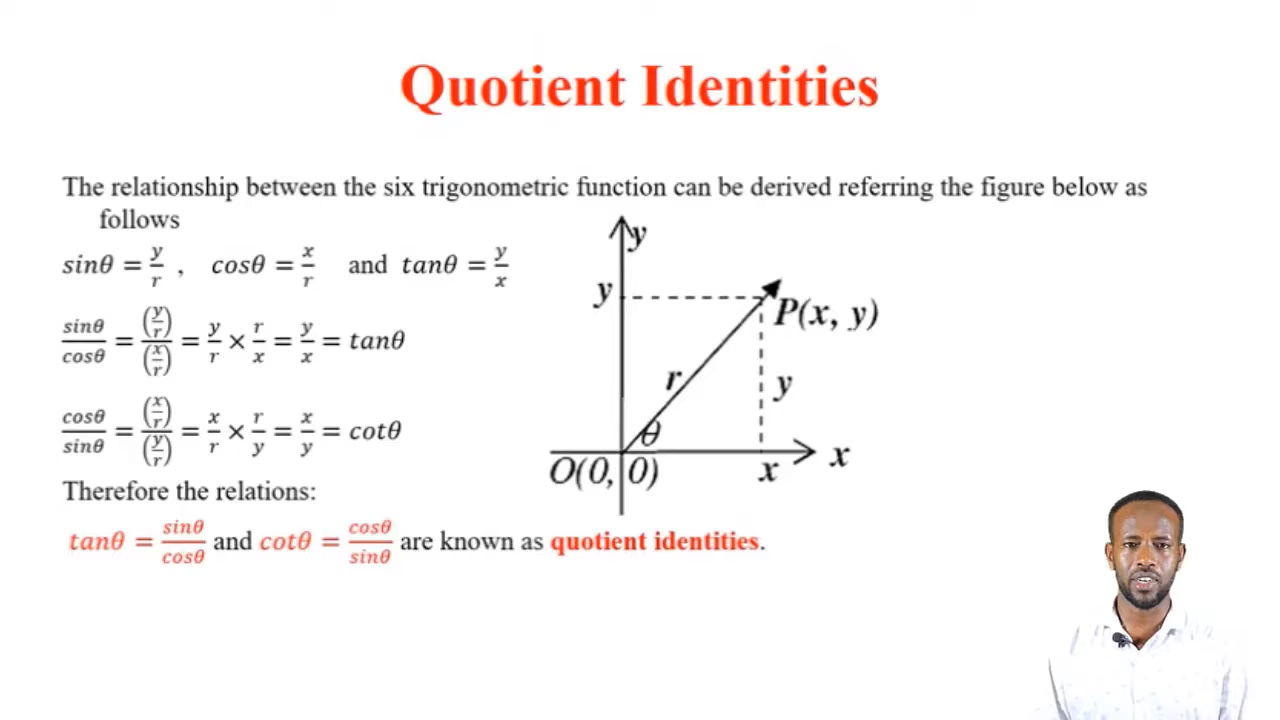 Quotient Identities
The relationship between the six trigonometric function can be derived referring the figure below as
follows
sinθ = y/r , cosθ = x/r and tanθ = y/x
sinθ/cosθ = (y/r)/(x/r) = y/r × r/x = y/x = tanθ
cosθ/sinθ = (x/r)/(y/r) = x/r × r/y = x/y = cotθ
Therefore the relations:
tanθ = sinθ/cosθ and cotθ = cosθ/sinθ are known as quotient identities.
y
y
P(x, y)
r
y
θ
O(0, 0)
x
x